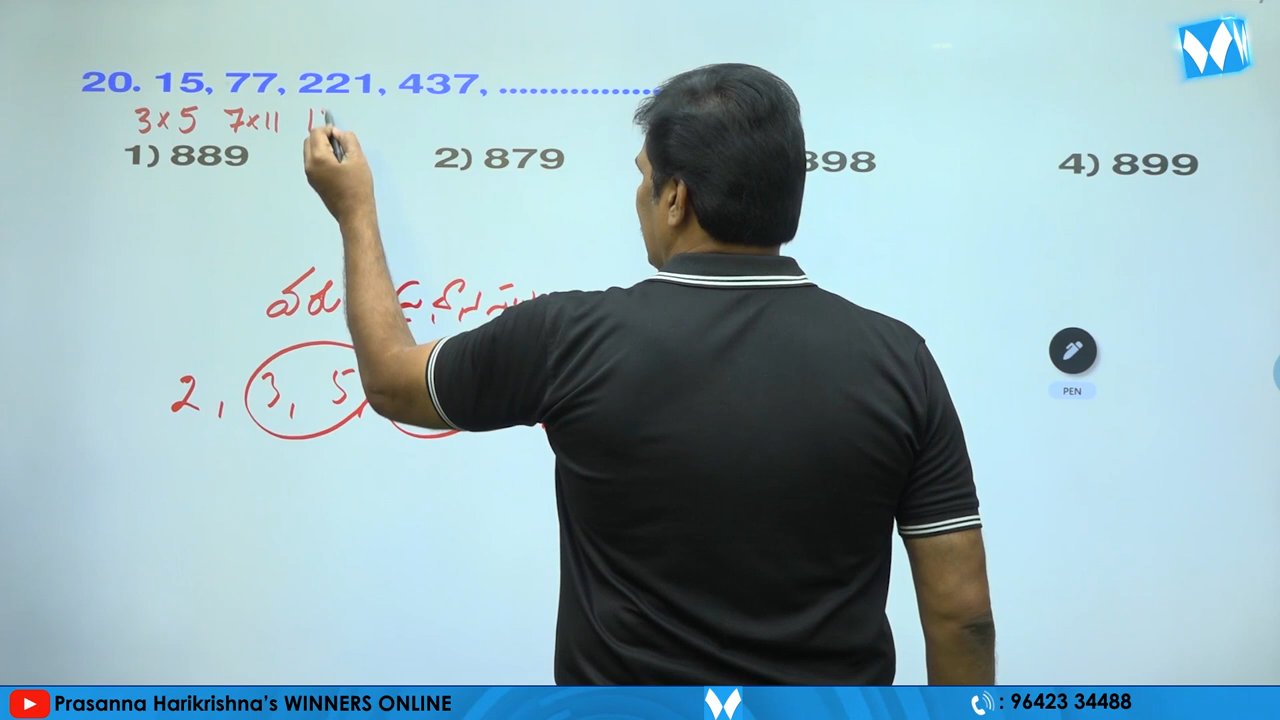 20. 15, 77, 221, 437, ................
3×5 7×11 1
1) 889 2) 879 898 4) 899
2, 3, 5,
PEN
Prasanna Harikrishna's WINNERS ONLINE : 96423 34488